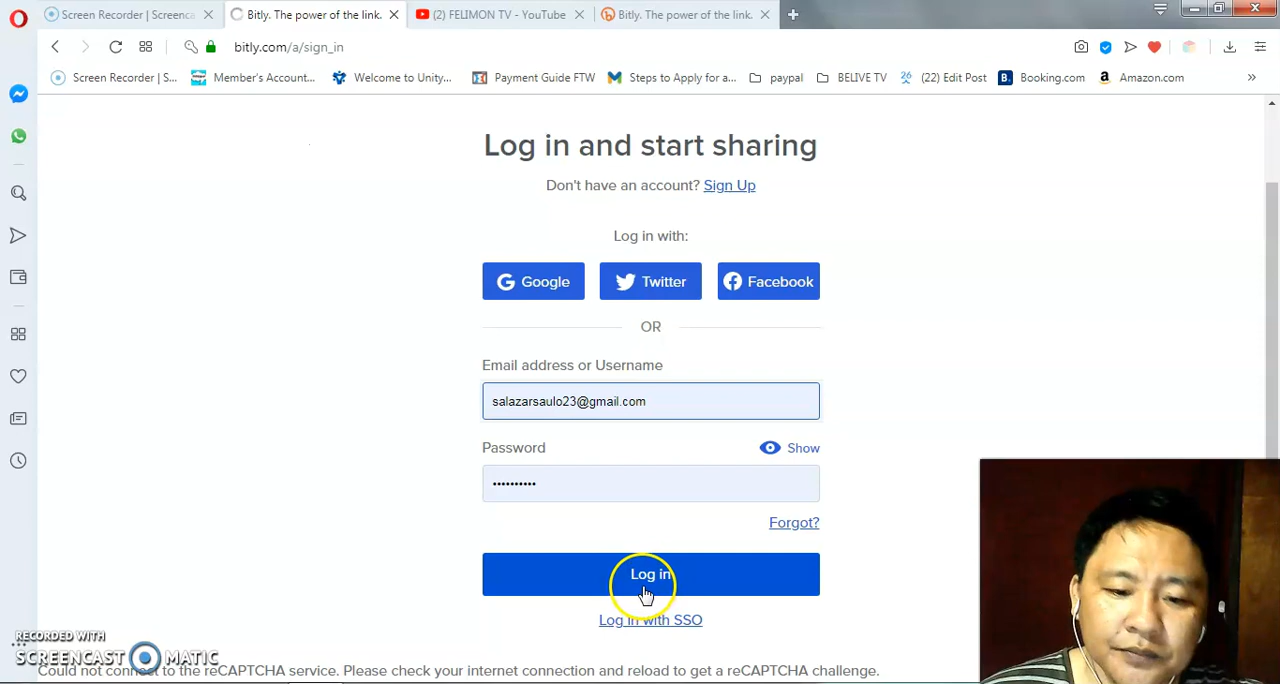 Screen Recorder | Screenca
Bitly. The power of the link.
(2) FELIMON TV - YouTube
Bitly. The power of the link.
bitly.com/a/sign_in
Screen Recorder | S...
Member's Account...
Welcome to Unity...
Payment Guide FTW
Steps to Apply for a...
paypal
BELIVE TV
(22) Edit Post
Booking.com
Amazon.com
Log in and start sharing
Don't have an account? Sign Up
Log in with:
Google
Twitter
Facebook
OR
Email address or Username
salazarsaulo23@gmail.com
Password
Show
Forgot?
Log in
Log in with SSO
RECORDED WITH
SCREENCAST MATIC
Could not connect to the reCAPTCHA service. Please check your internet connection and reload to get a reCAPTCHA challenge.